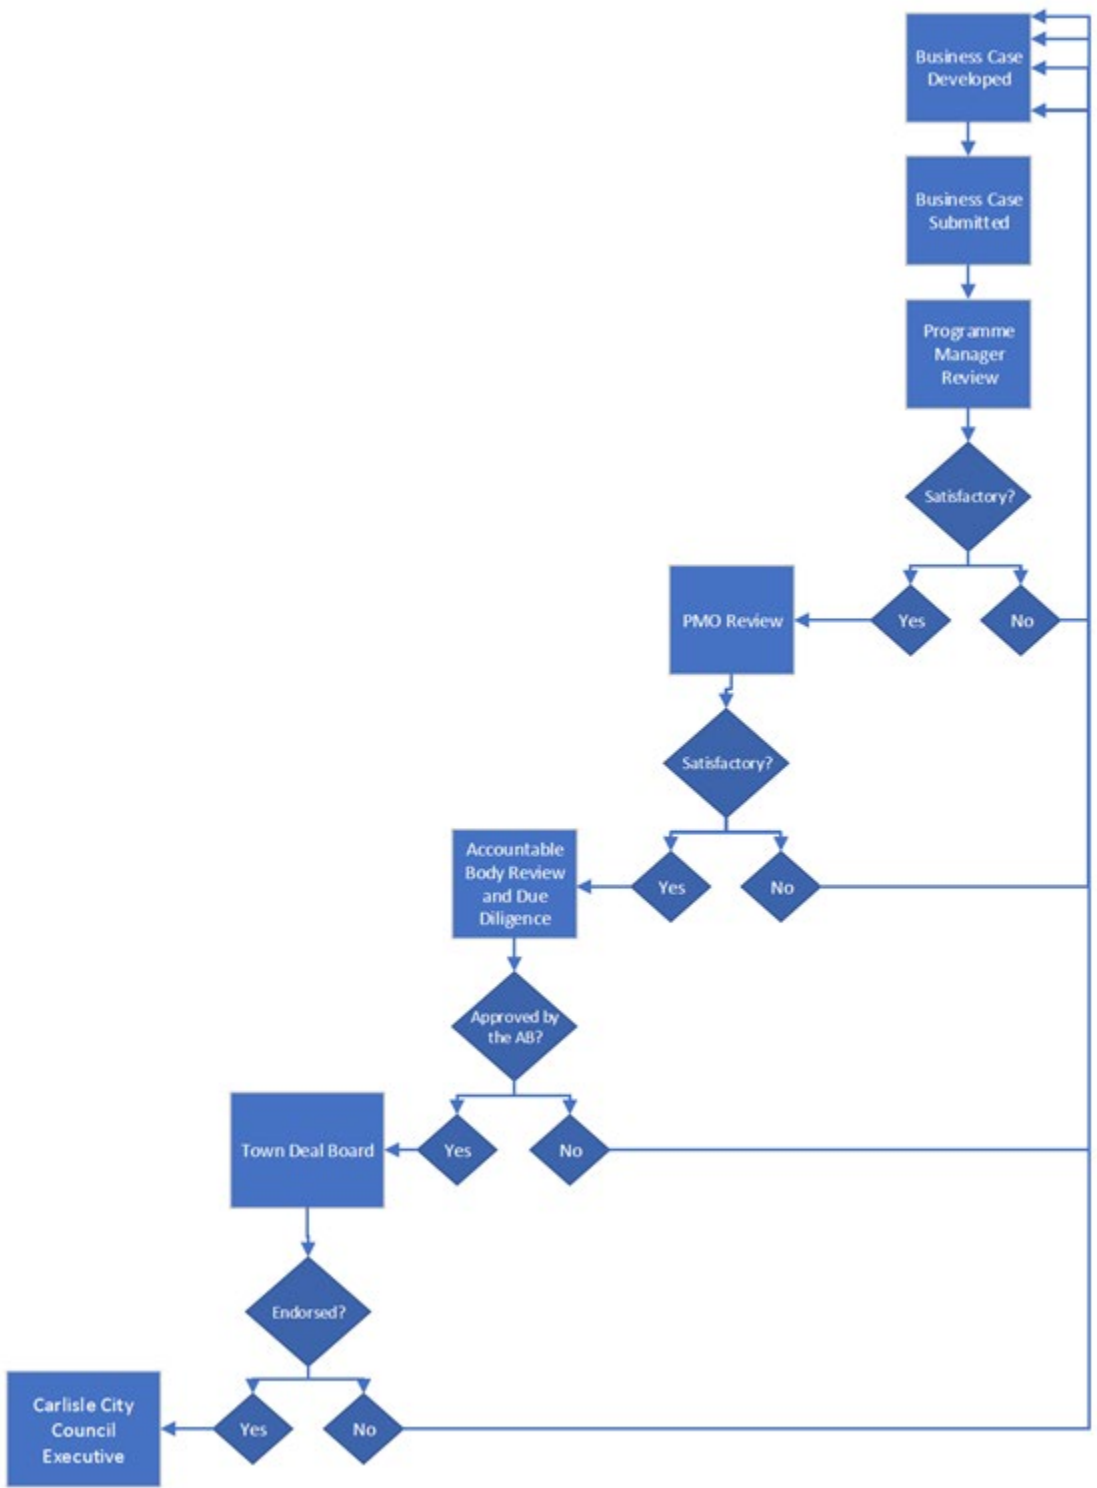 Business Case
Developed
Business Case
Submitted
Programme
Manager
Review
Satisfactory?
Yes
No
PMO Review
Satisfactory?
Yes
No
Accountable
Body Review
and Due
Diligence
Approved by
the AB?
Yes
No
Town Deal Board
Endorsed?
Yes
No
Carlisle City
Council
Executive